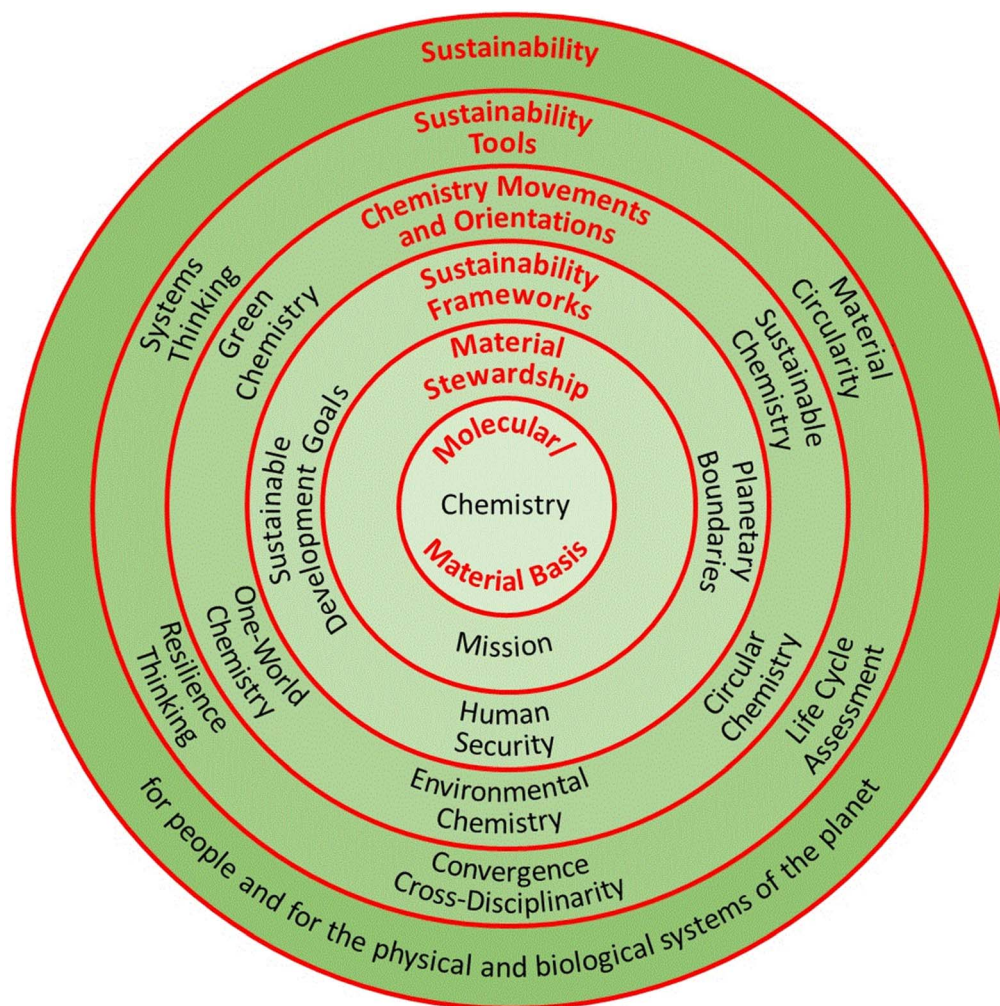 Sustainability
Sustainability
Tools
Chemistry Movements
and Orientations
Sustainability
Frameworks
Material
Stewardship
Molecular/
Chemistry
Material Basis
Mission
Sustainable
Development Goals
Planetary
Boundaries
Human
Security
Green
Chemistry
Sustainable
Chemistry
One-World
Chemistry
Circular
Chemistry
Environmental
Chemistry
Systems
Thinking
Material
Circularity
Resilience
Thinking
Life Cycle
Assessment
Convergence
Cross-Disciplinarity
for people and for the physical and biological systems of the planet